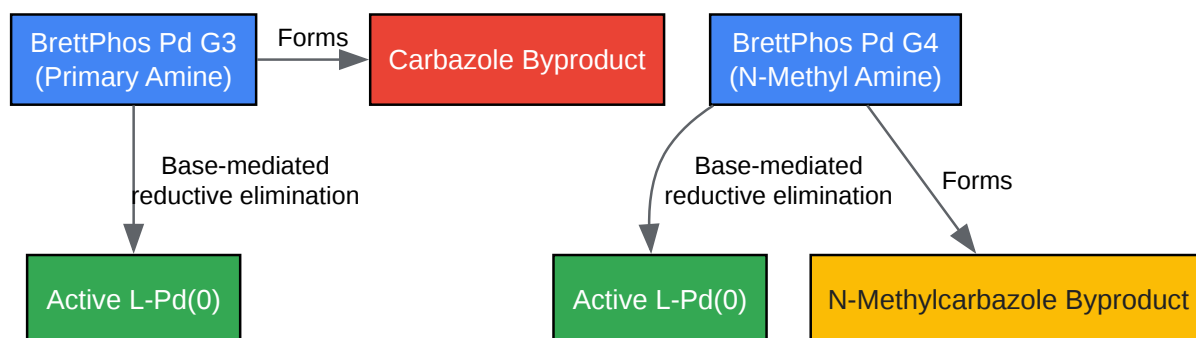 BrettPhos Pd G3
(Primary Amine)
Forms
Carbazole Byproduct
BrettPhos Pd G4
(N-Methyl Amine)
Base-mediated
reductive elimination
Base-mediated
reductive elimination
Forms
Active L-Pd(0)
Active L-Pd(0)
N-Methylcarbazole Byproduct